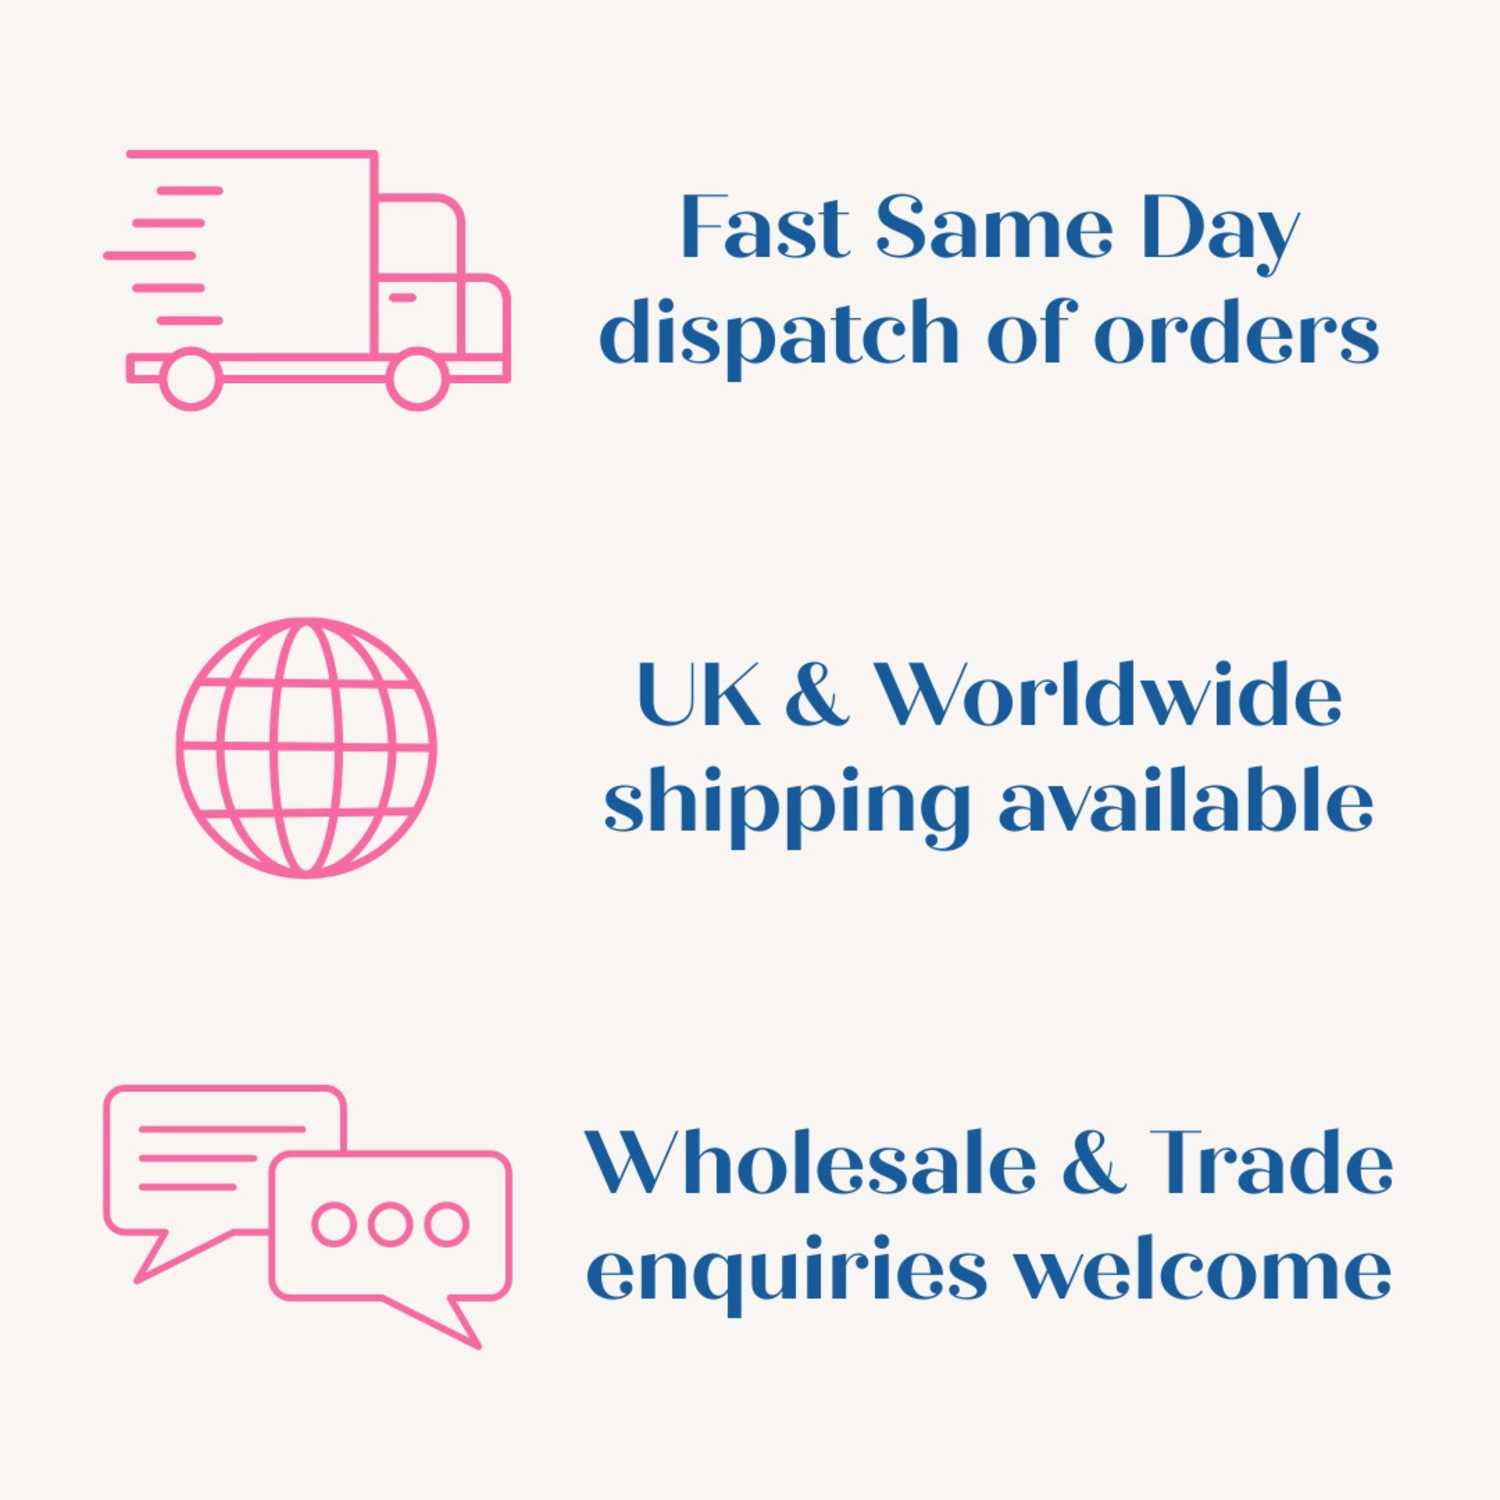 Fast Same Day
dispatch of orders
UK & Worldwide
shipping available
Wholesale & Trade
enquiries welcome